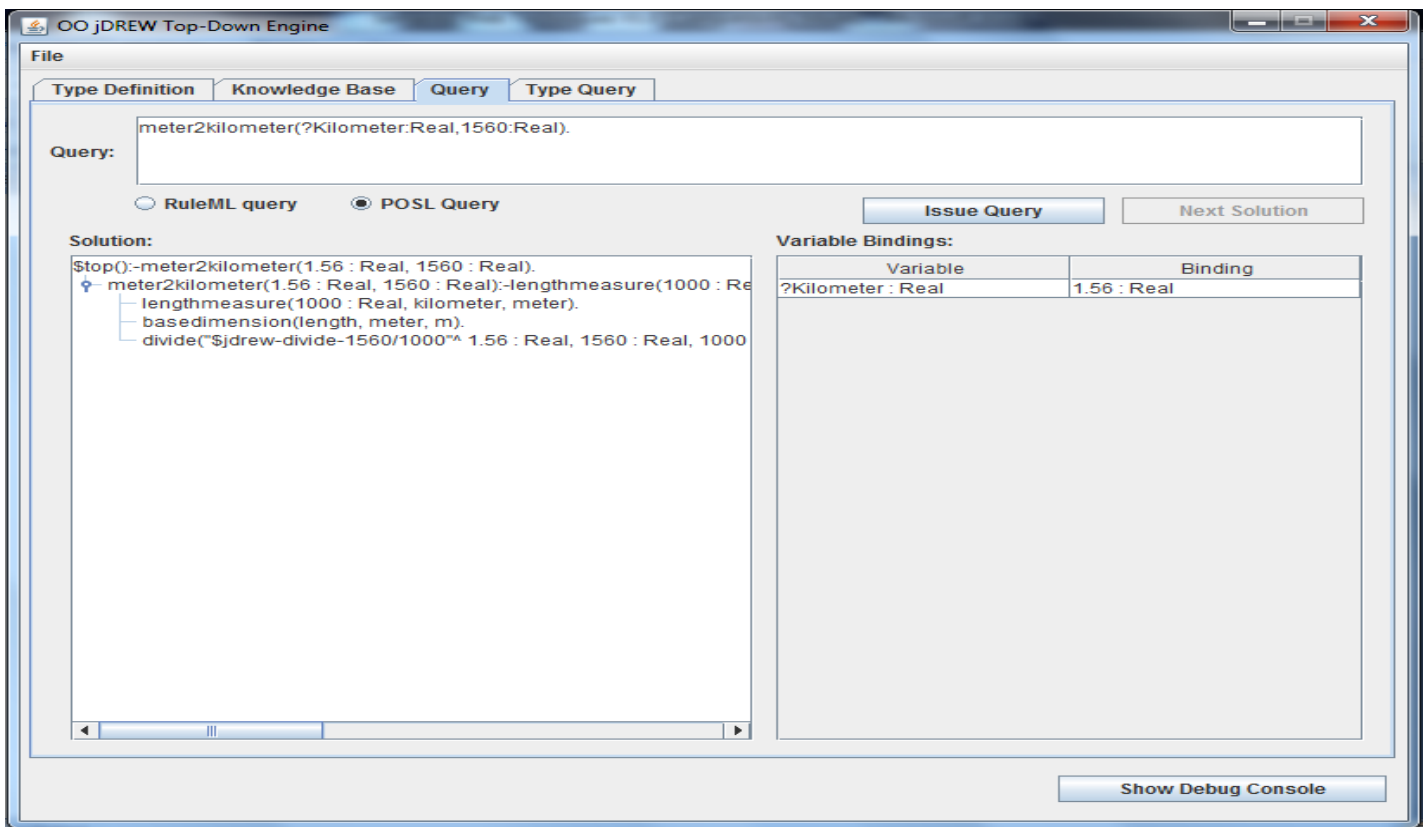 OO jDREW Top-Down Engine
File
Type Definition Knowledge Base Query Type Query
Query:
meter2kilometer(?Kilometer:Real,1560:Real).
RuleML query POSL Query
Issue Query Next Solution
Solution:
$top():-meter2kilometer(1.56 : Real, 1560 : Real).
meter2kilometer(1.56 : Real, 1560 : Real):-lengthmeasure(1000 : Re
lengthmeasure(1000 : Real, kilometer, meter).
basedimension(length, meter, m).
divide("$jdrew-divide-1560/1000"^ 1.56 : Real, 1560 : Real, 1000
Variable Bindings:
Variable Binding
?Kilometer : Real 1.56 : Real
Show Debug Console